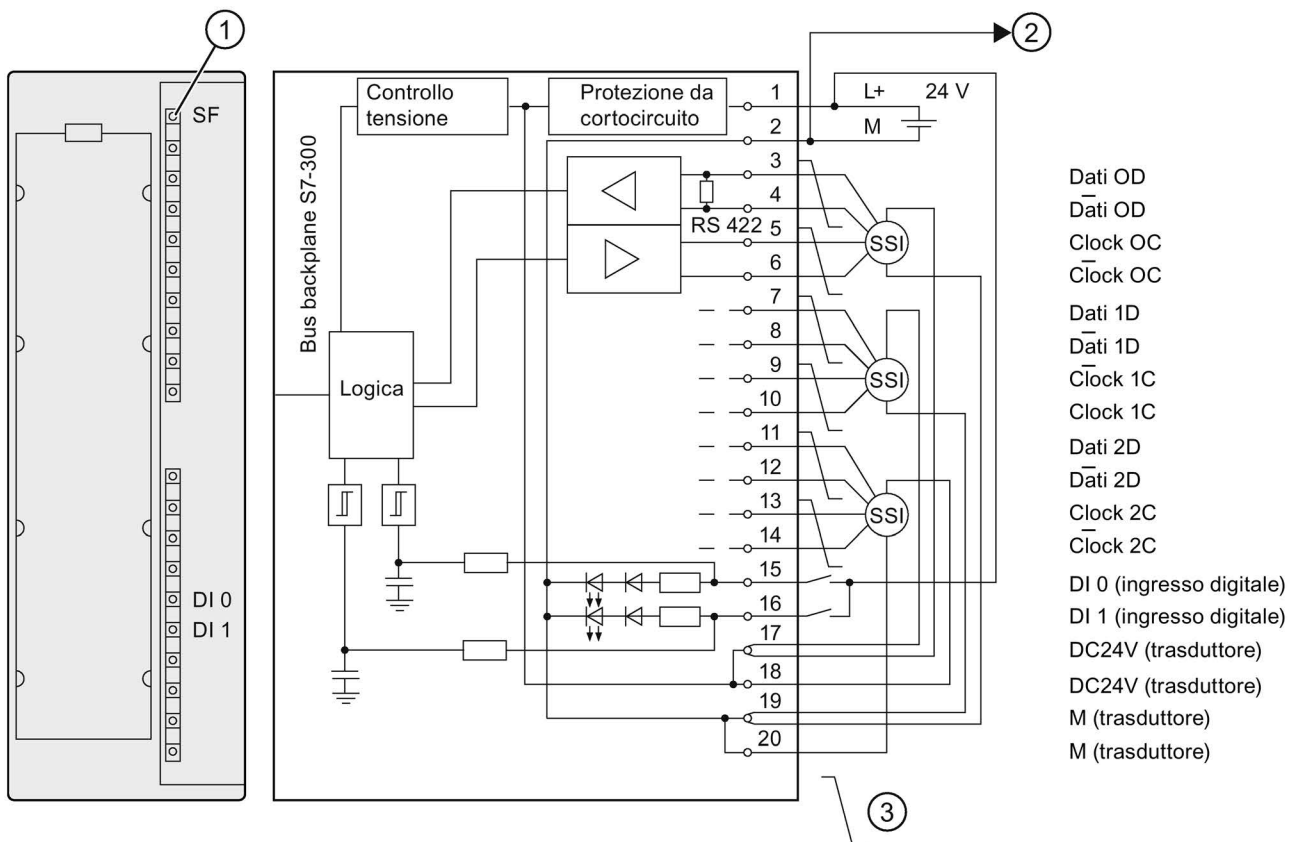 1
SF
DI 0
DI 1
Bus backplane S7-300
Controllo
tensione
Protezione da
cortocircuito
Logica
RS 422
1
2
3
4
5
6
7
8
9
10
11
12
13
14
15
16
17
18
19
20
L+ 24 V
M
2
SSI
SSI
SSI
3
Dati OD
Dati OD
Clock OC
Clock OC
Dati 1D
Dati 1D
Clock 1C
Clock 1C
Dati 2D
Dati 2D
Clock 2C
Clock 2C
DI 0 (ingresso digitale)
DI 1 (ingresso digitale)
DC24V (trasduttore)
DC24V (trasduttore)
M (trasduttore)
M (trasduttore)